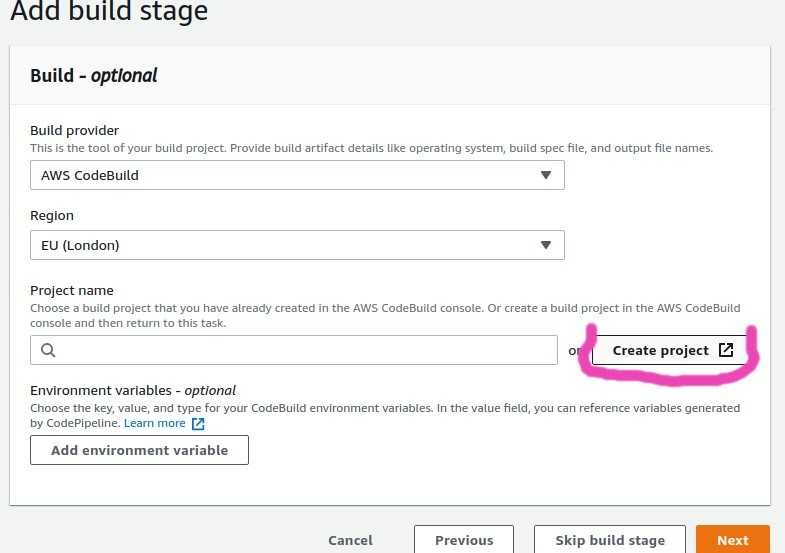 Add build stage
Build - optional
Build provider
This is the tool of your build project. Provide build artifact details like operating system, build spec file, and output file names.
AWS CodeBuild
Region
EU (London)
Project name
Choose a build project that you have already created in the AWS CodeBuild console. Or create a build project in the AWS CodeBuild
console and then return to this task.
or Create project
Environment variables - optional
Choose the key, value, and type for your CodeBuild environment variables. In the value field, you can reference variables generated
by CodePipeline. Learn more
Add environment variable
Cancel Previous Skip build stage Next